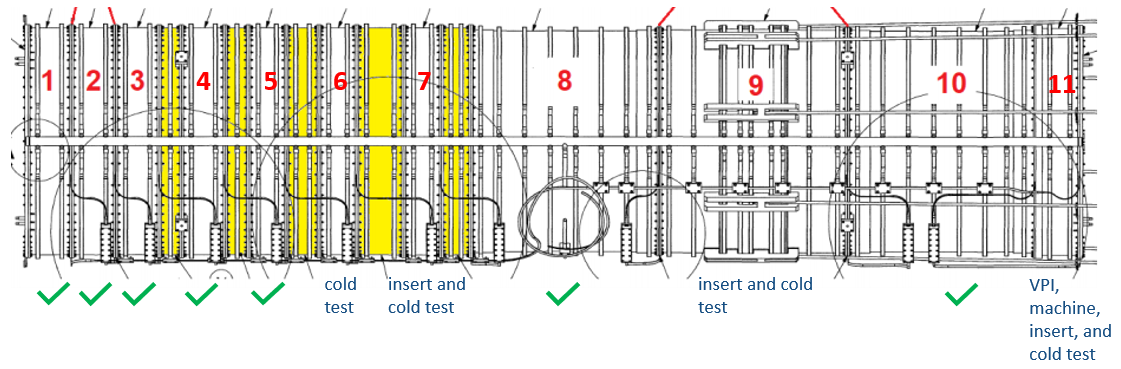 1 2 3 4 5 6 7 8 9 10 11
cold
test
insert and
cold test
insert and cold
test
VPI,
machine,
insert, and
cold test